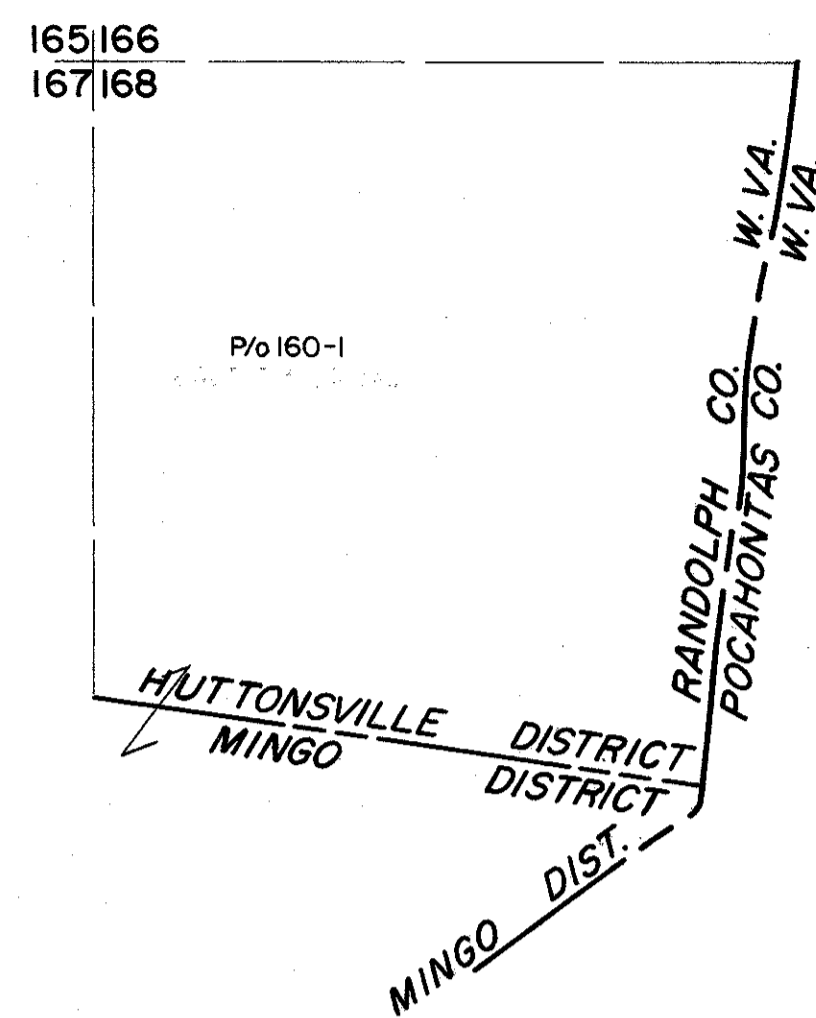 165 166
167 168
W. VA.
W. VA.
P/o 160-1
RANDOLPH CO.
POCAHONTAS CO.
HUTTONSVILLE DISTRICT
MINGO DISTRICT
MINGO DIST.